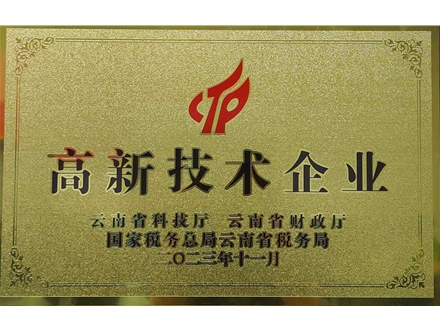 高新技术企业
云南省科技厅 云南省财政厅
国家税务总局云南省税务局
二〇二三年十一月